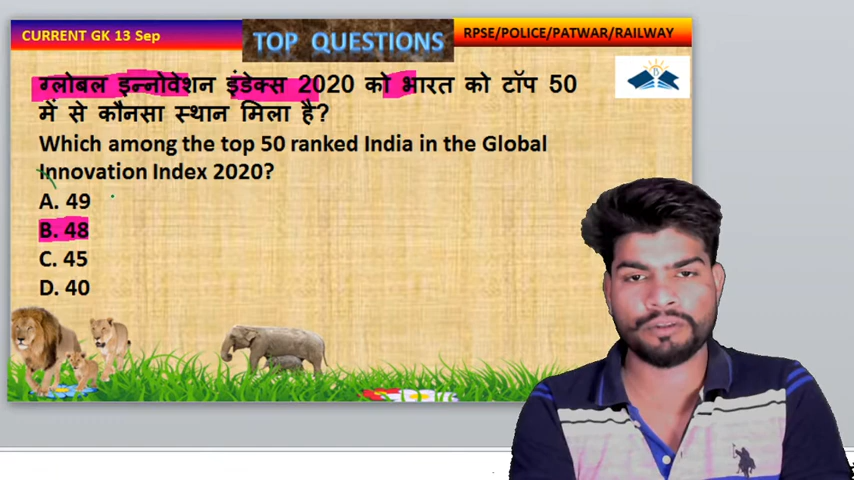 CURRENT GK 13 Sep
TOP QUESTIONS
RPSE/POLICE/PATWAR/RAILWAY
ग्लोबल इन्नोवेशन इंडेक्स 2020 को भारत को टॉप 50
में से कौनसा स्थान मिला है?
Which among the top 50 ranked India in the Global
Innovation Index 2020?
A. 49
B. 48
C. 45
D. 40